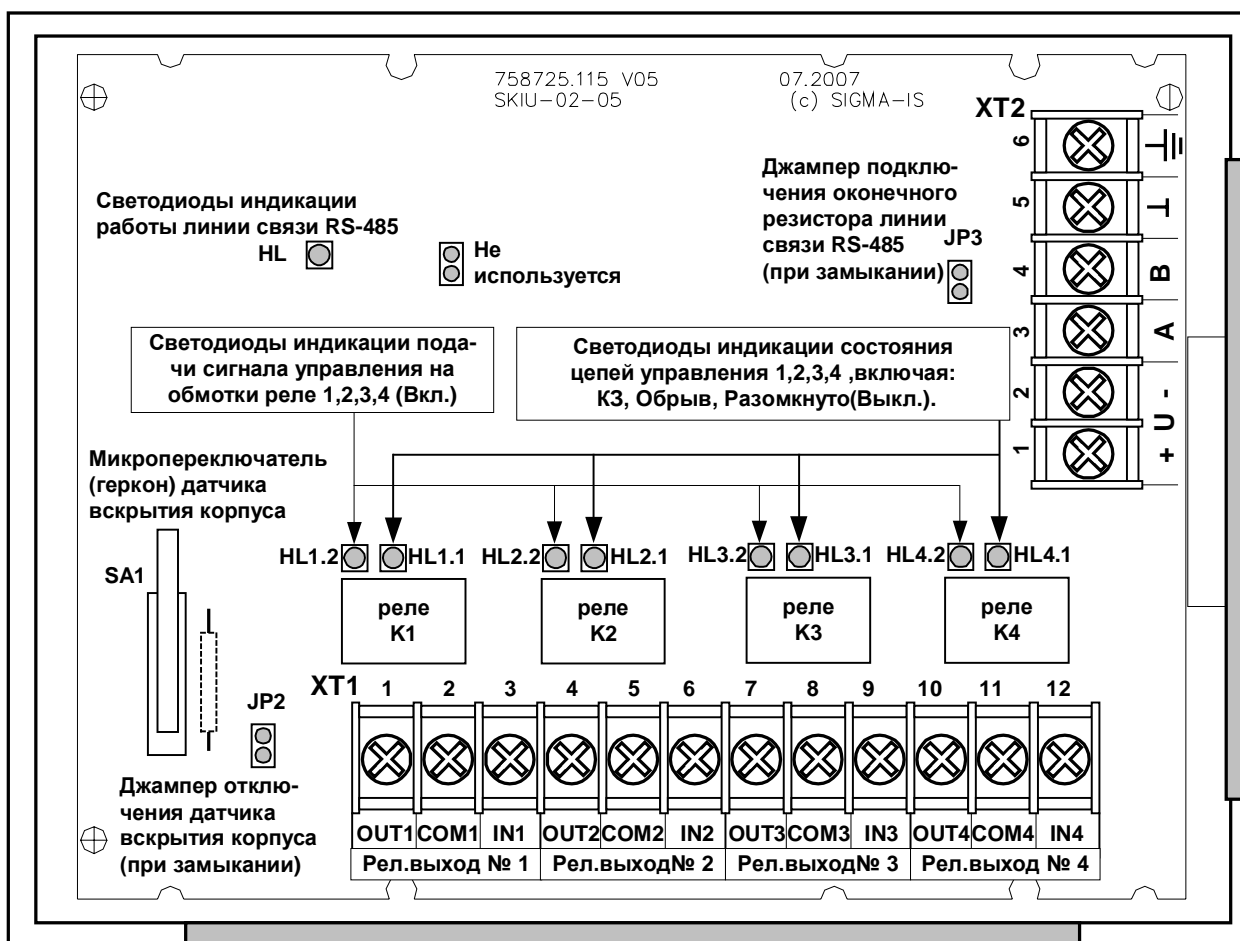 758725.115 V05
SKIU-02-05
07.2007
(c) SIGMA-IS
XT2
6
5
⊥
4
B
3
A
2
-
U
1
+
Джампер подклю-
чения оконечного
резистора линии
связи RS-485
(при замыкании)
JP3
Светодиоды индикации
работы линии связи RS-485
HL
Не
используется
Светодиоды индикации пода-
чи сигнала управления на
обмотки реле 1,2,3,4 (Вкл.)
Светодиоды индикации состояния
цепей управления 1,2,3,4 ,включая:
КЗ, Обрыв, Разомкнуто(Выкл.).
Микропереключатель
(геркон) датчика
вскрытия корпуса
SA1
HL1.2 HL1.1 HL2.2 HL2.1 HL3.2 HL3.1 HL4.2 HL4.1
реле
K1
реле
K2
реле
K3
реле
K4
JP2
Джампер отклю-
чения датчика
вскрытия корпуса
(при замыкании)
XT1 1 2 3 4 5 6 7 8 9 10 11 12
OUT1 COM1 IN1 OUT2 COM2 IN2 OUT3 COM3 IN3 OUT4 COM4 IN4
Рел.выход № 1 Рел.выход№ 2 Рел.выход№ 3 Рел.выход № 4